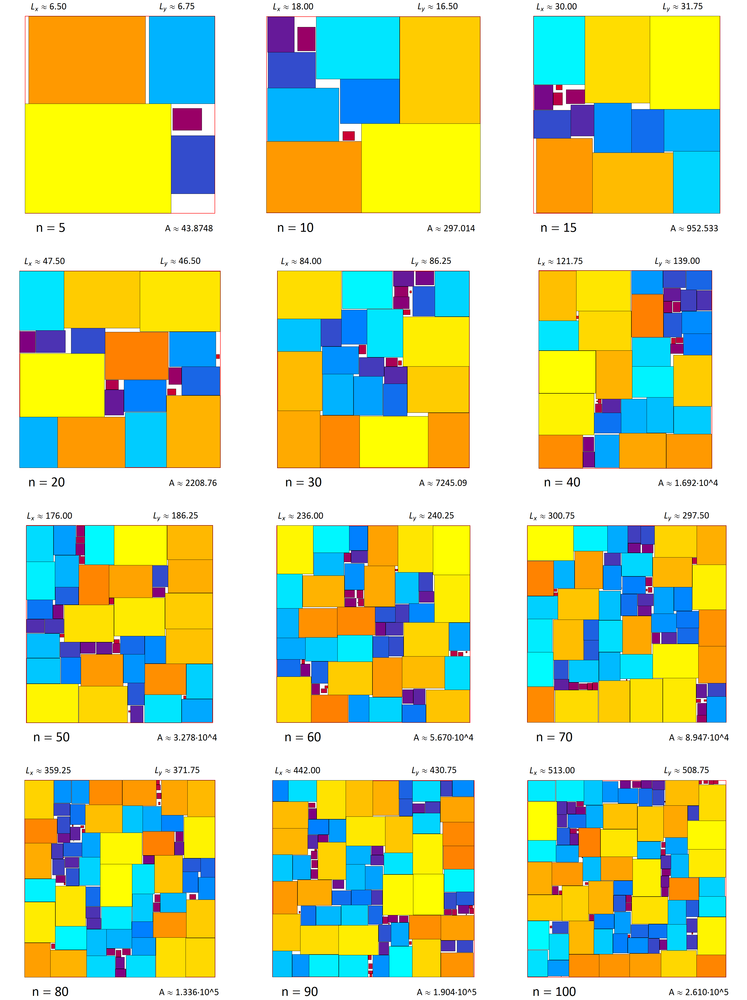 Lx ≈ 6.50 Ly ≈ 6.75 Lx ≈ 18.00 Ly ≈ 16.50 Lx ≈ 30.00 Ly ≈ 31.75
n = 5 A ≈ 43.8748 n = 10 A ≈ 297.014 n = 15 A ≈ 952.533
Lx ≈ 47.50 Ly ≈ 46.50 Lx ≈ 84.00 Ly ≈ 86.25 Lx ≈ 121.75 Ly ≈ 139.00
n = 20 A ≈ 2208.76 n = 30 A ≈ 7245.09 n = 40 A ≈ 1.692·10^4
Lx ≈ 176.00 Ly ≈ 186.25 Lx ≈ 236.00 Ly ≈ 240.25 Lx ≈ 300.75 Ly ≈ 297.50
n = 50 A ≈ 3.278·10^4 n = 60 A ≈ 5.670·10^4 n = 70 A ≈ 8.947·10^4
Lx ≈ 359.25 Ly ≈ 371.75 Lx ≈ 442.00 Ly ≈ 430.75 Lx ≈ 513.00 Ly ≈ 508.75
n = 80 A ≈ 1.336·10^5 n = 90 A ≈ 1.904·10^5 n = 100 A ≈ 2.610·10^5